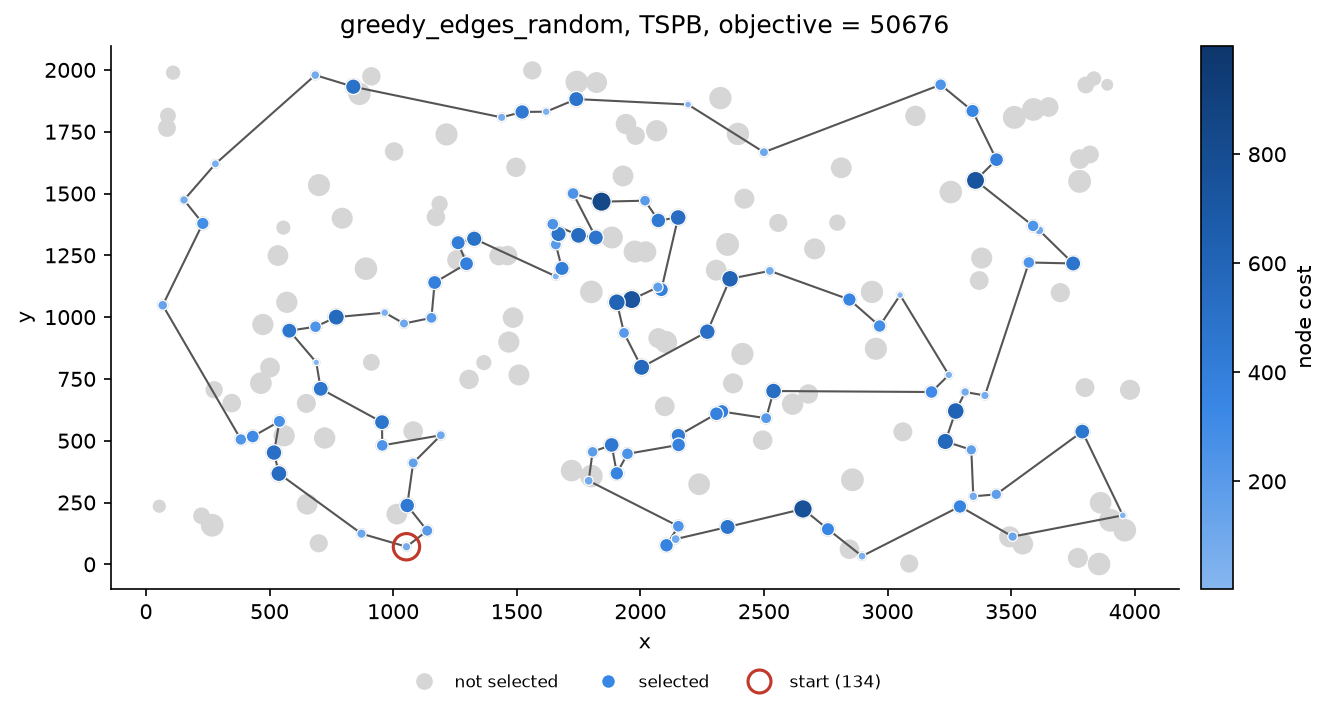 greedy_edges_random, TSPB, objective = 50676
2000
1750
1500
1250
1000
750
500
250
0
y
0 500 1000 1500 2000 2500 3000 3500 4000
x
800
600
400
200
node cost
not selected selected start (134)